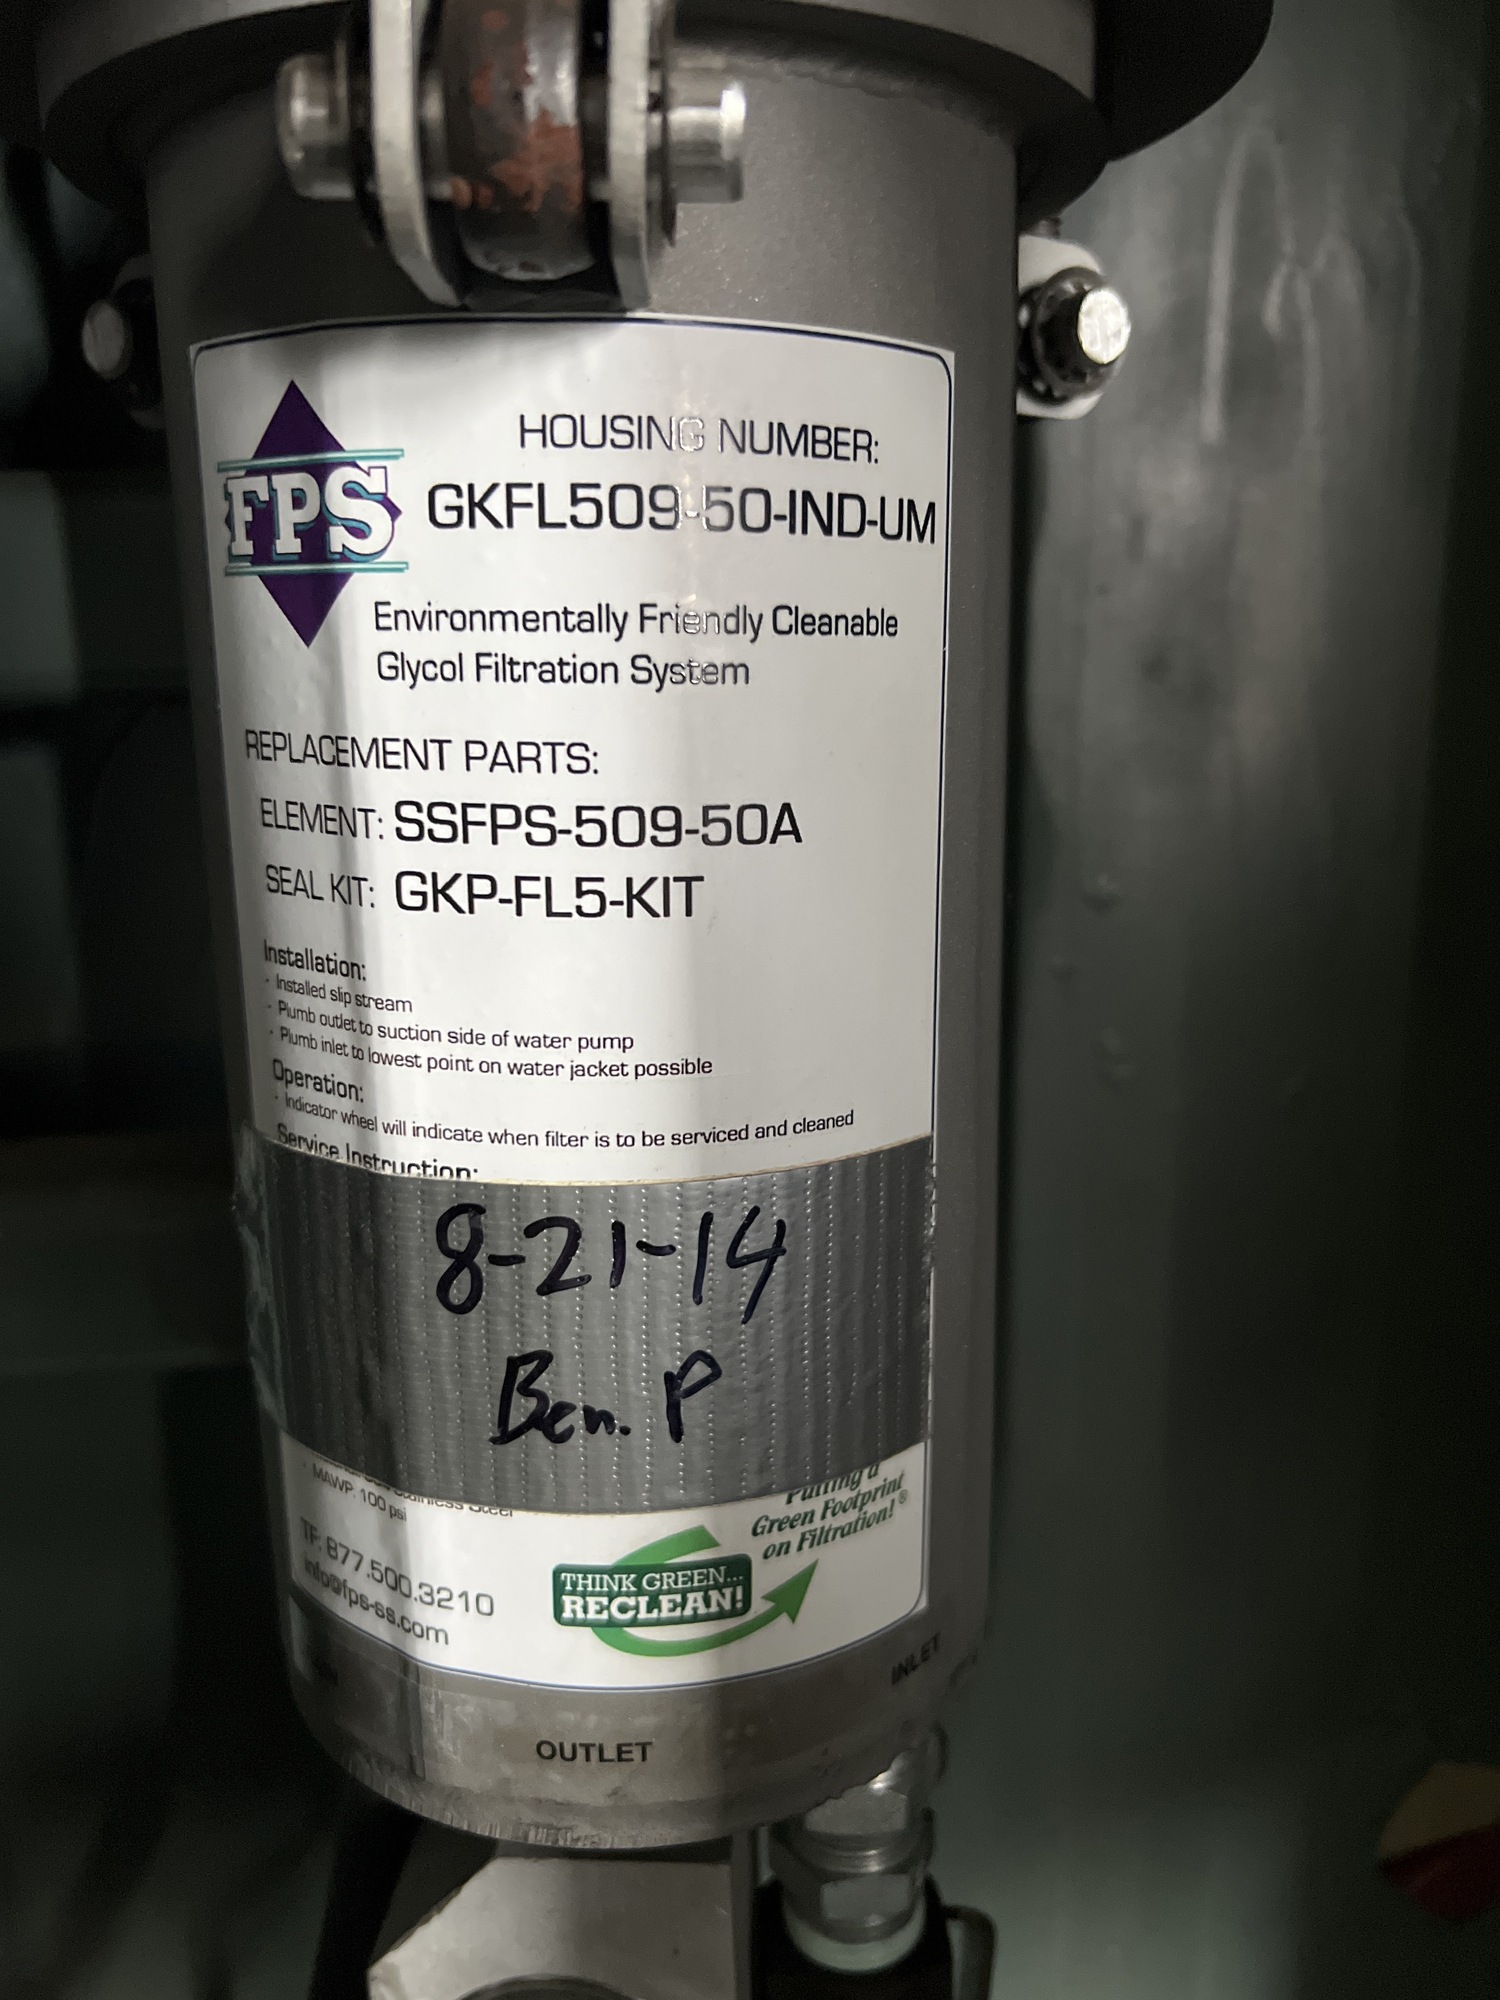 FPS
HOUSING NUMBER:
GKFL509-50-IND-UM
Environmentally Friendly Cleanable
Glycol Filtration System
REPLACEMENT PARTS:
ELEMENT: SSFPS-509-50A
SEAL KIT: GKP-FL5-KIT
Installation:
· Installed slip stream
· Plumb outlet to suction side of water pump
· Plumb inlet to lowest point on water jacket possible
Operation:
· Indicator wheel will indicate when filter is to be serviced and cleaned
Service Instruction:
8-21-14
Ben. P
Stainless Steel
· MAWP: 100 psi
TF: 877.500.3210
info@fps-ss.com
THINK GREEN...
RECLEAN!
Putting a
Green Footprint
on Filtration!®
INLET
OUTLET